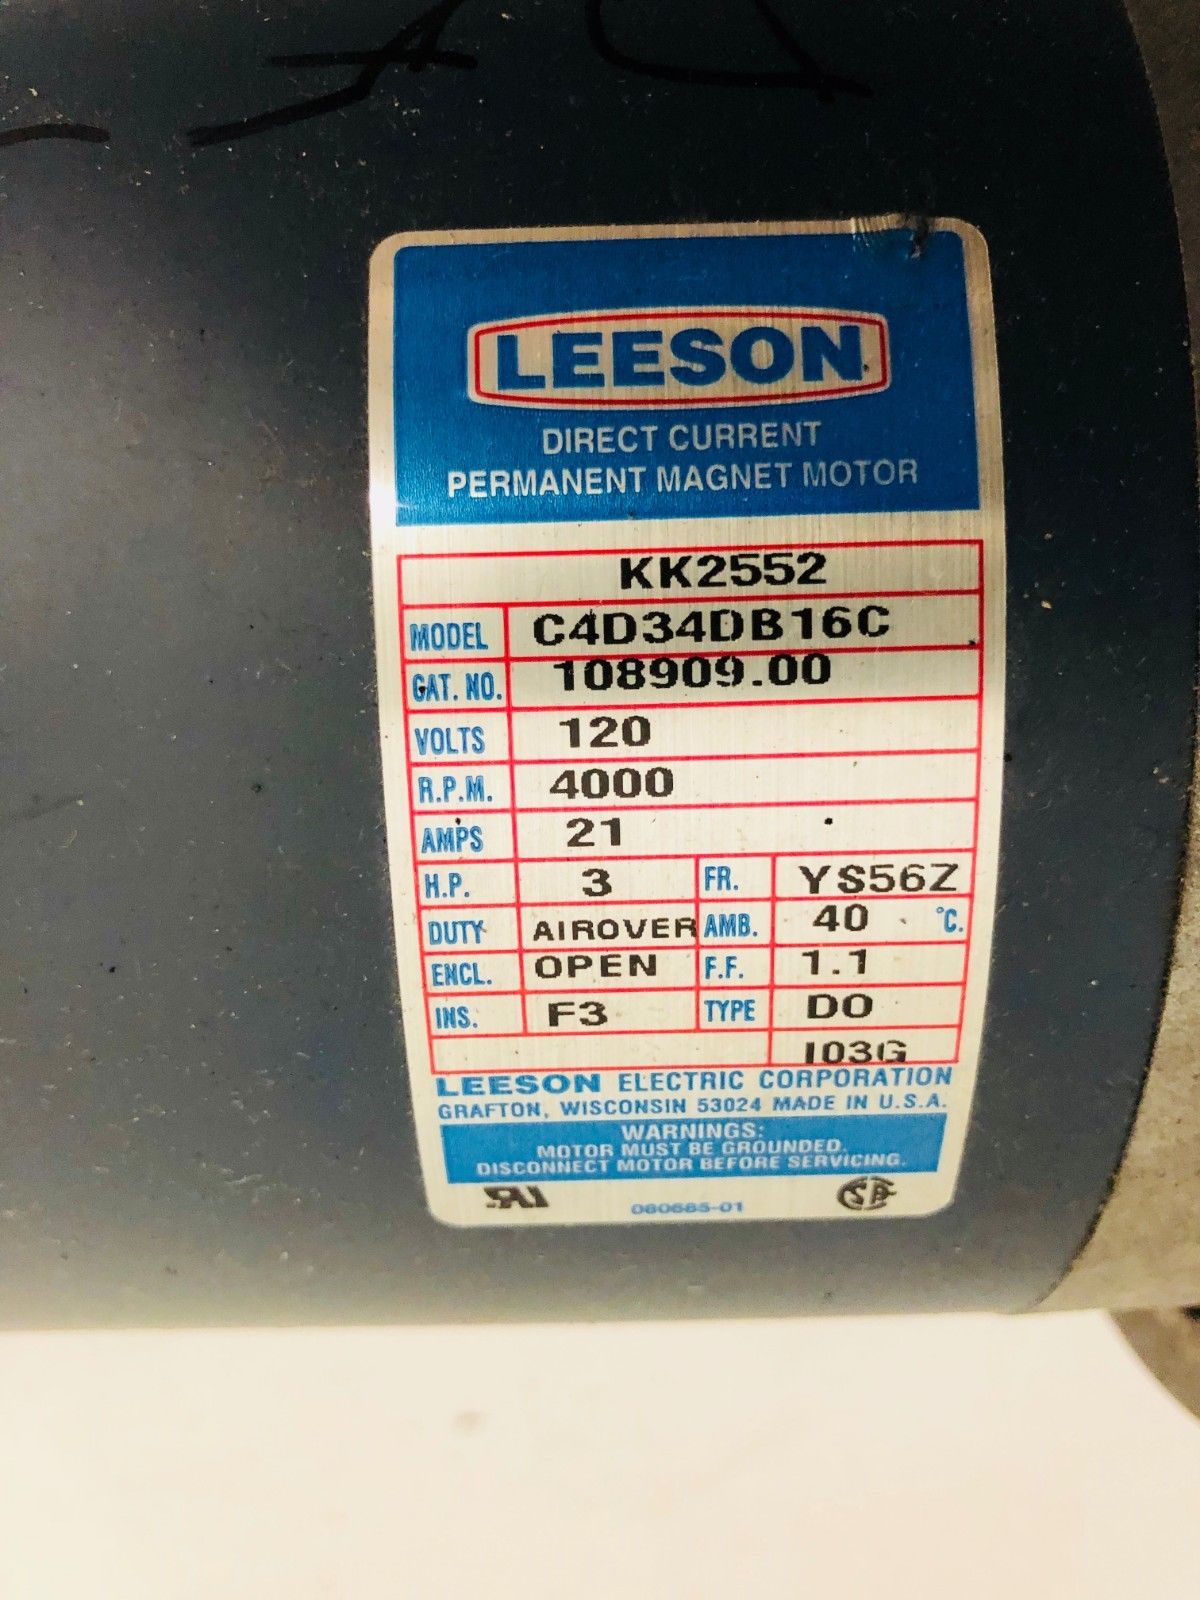 LEESON
DIRECT CURRENT
PERMANENT MAGNET MOTOR
KK2552
MODEL C4D34DB16C
CAT. NO. 108909.00
VOLTS 120
R.P.M. 4000
AMPS 21
H.P. 3 FR. YS56Z
DUTY AIROVER AMB. 40 °C.
ENCL. OPEN F.F. 1.1
INS. F3 TYPE DO
I03G
LEESON ELECTRIC CORPORATION
GRAFTON, WISCONSIN 53024 MADE IN U.S.A.
WARNINGS:
MOTOR MUST BE GROUNDED.
DISCONNECT MOTOR BEFORE SERVICING.
080685-01